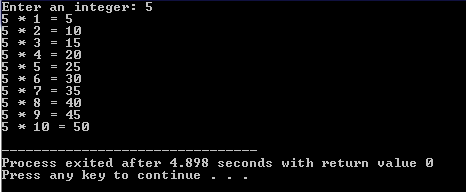 Enter an integer: 5
5 * 1 = 5
5 * 2 = 10
5 * 3 = 15
5 * 4 = 20
5 * 5 = 25
5 * 6 = 30
5 * 7 = 35
5 * 8 = 40
5 * 9 = 45
5 * 10 = 50
--------------------------------
Process exited after 4.898 seconds with return value 0
Press any key to continue . . .